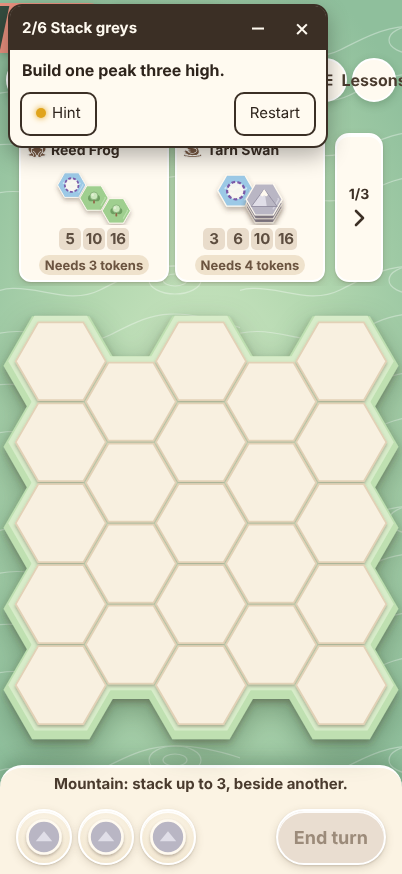 2/6 Stack greys
Build one peak three high.
Hint
Restart
E
Lessons
Reed Frog
Tarn Swan
5 10 16
3 6 10 16
Needs 3 tokens
Needs 4 tokens
1/3
Mountain: stack up to 3, beside another.
End turn